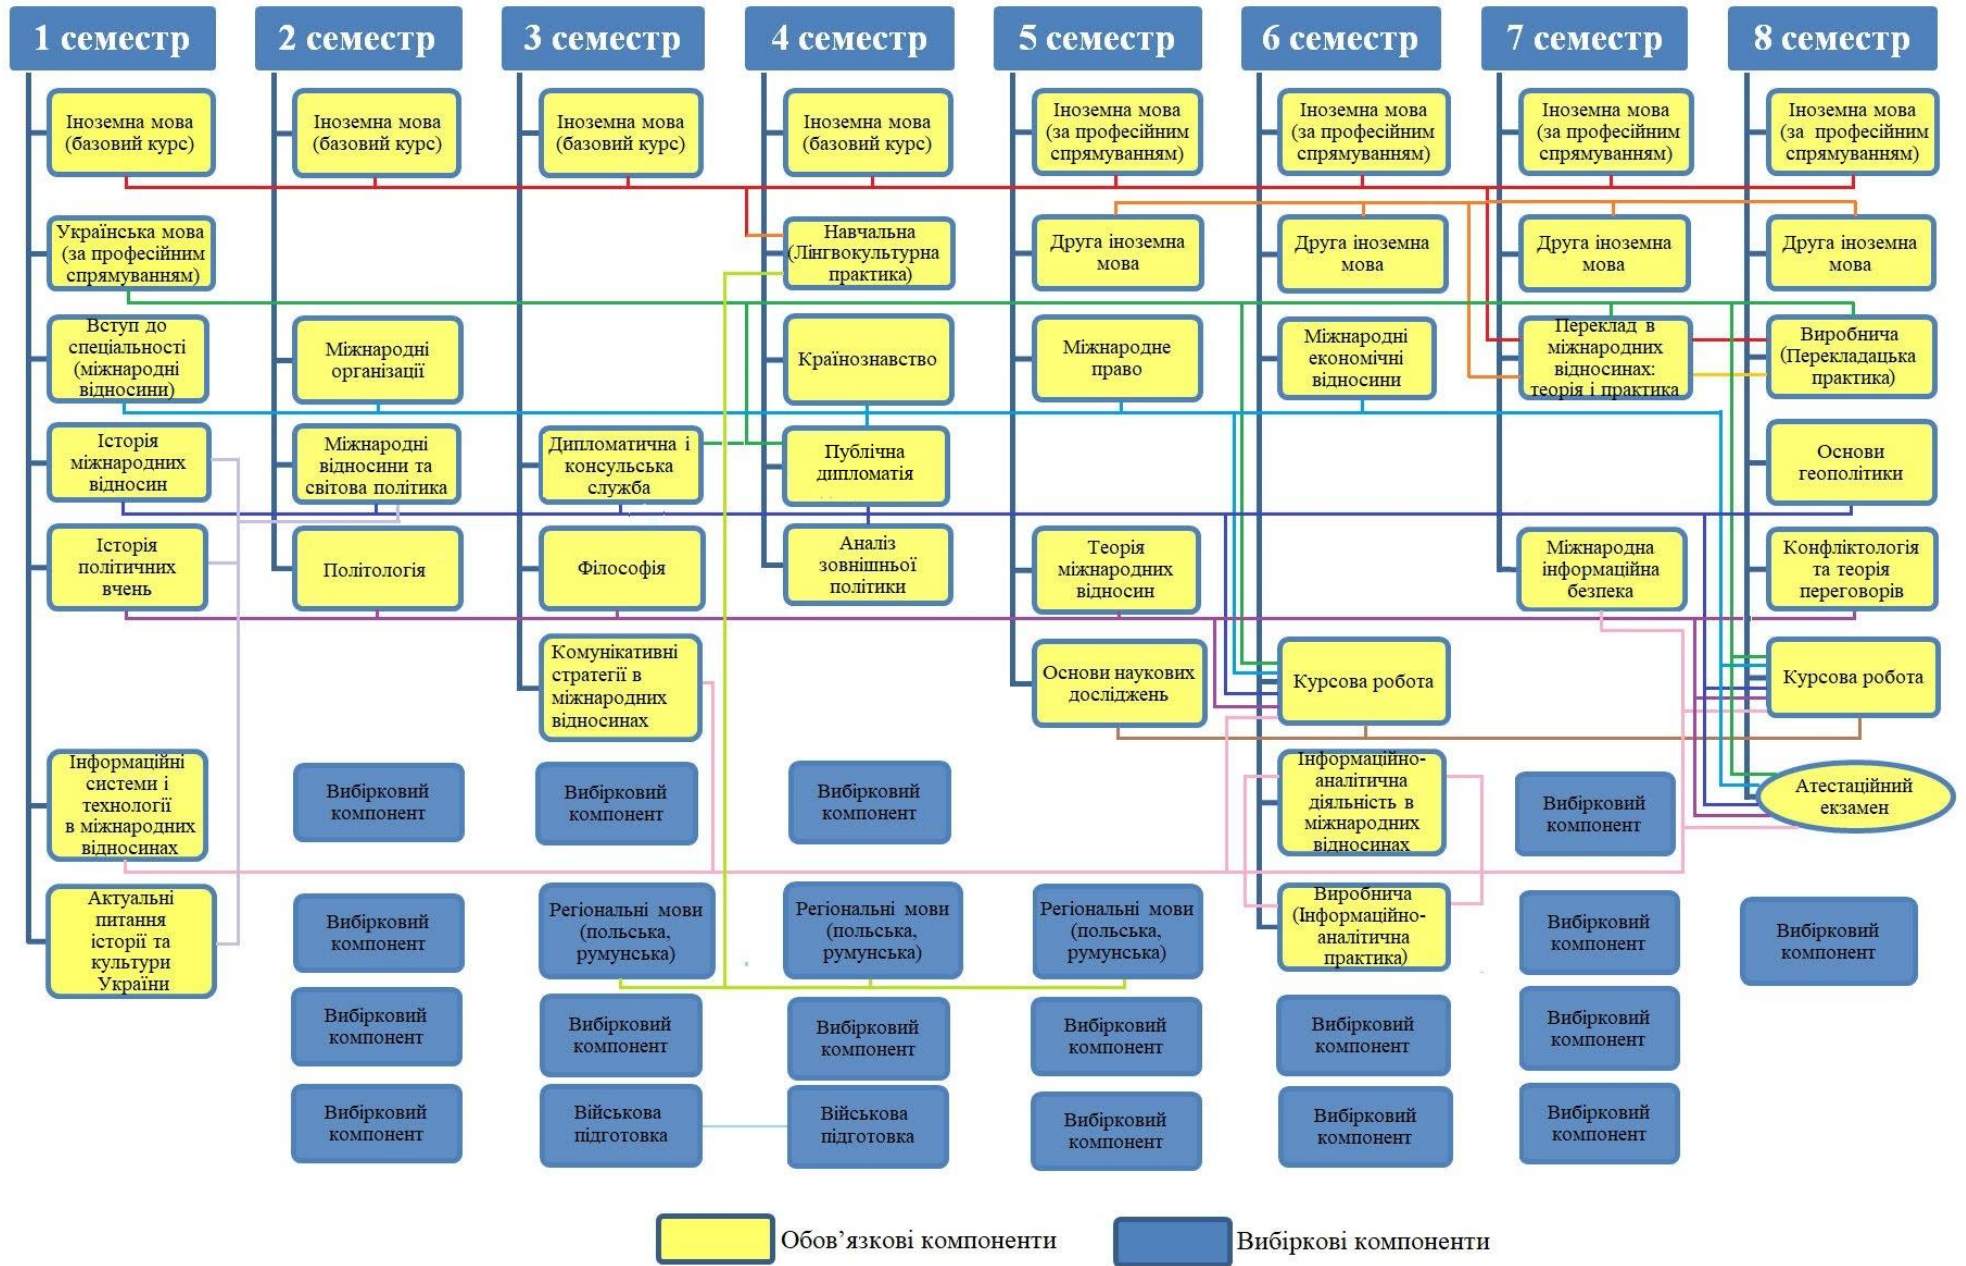 1 семестр
2 семестр
3 семестр
4 семестр
5 семестр
6 семестр
7 семестр
8 семестр
Іноземна мова
(базовий курс)
Іноземна мова
(базовий курс)
Іноземна мова
(базовий курс)
Іноземна мова
(базовий курс)
Іноземна мова
(за професійним
спрямуванням)
Іноземна мова
(за професійним
спрямуванням)
Іноземна мова
(за професійним
спрямуванням)
Іноземна мова
(за професійним
спрямуванням)
Українська мова
(за професійним
спрямуванням)
Навчальна
(Лінгвокультурна
практика)
Друга іноземна
мова
Друга іноземна
мова
Друга іноземна
мова
Друга іноземна
мова
Вступ до
спеціальності
(міжнародні
відносини)
Міжнародні
організації
Країнознавство
Міжнародне
право
Міжнародні
економічні
відносини
Переклад в
міжнародних
відносинах:
теорія і практика
Виробнича
(Перекладацька
практика)
Історія
міжнародних
відносин
Міжнародні
відносини та
світова політика
Дипломатична і
консульська
служба
Публічна
дипломатія
Основи
геополітики
Історія
політичних
вчень
Політологія
Філософія
Аналіз
зовнішньої
політики
Теорія
міжнародних
відносин
Міжнародна
інформаційна
безпека
Конфліктологія
та теорія
переговорів
Комунікативні
стратегії в
міжнародних
відносинах
Основи наукових
досліджень
Курсова робота
Курсова робота
Інформаційні
системи і
технології
в міжнародних
відносинах
Вибірковий
компонент
Вибірковий
компонент
Вибірковий
компонент
Інформаційно-
аналітична
діяльність в
міжнародних
відносинах
Вибірковий
компонент
Атестаційний
екзамен
Актуальні
питання
історії та
культури
України
Вибірковий
компонент
Регіональні мови
(польська,
румунська)
Регіональні мови
(польська,
румунська)
Регіональні мови
(польська,
румунська)
Виробнича
(Інформаційно-
аналітична
практика)
Вибірковий
компонент
Вибірковий
компонент
Вибірковий
компонент
Вибірковий
компонент
Вибірковий
компонент
Вибірковий
компонент
Вибірковий
компонент
Вибірковий
компонент
Вибірковий
компонент
Військова
підготовка
Військова
підготовка
Вибірковий
компонент
Вибірковий
компонент
Вибірковий
компонент
Обов’язкові компоненти
Вибіркові компоненти